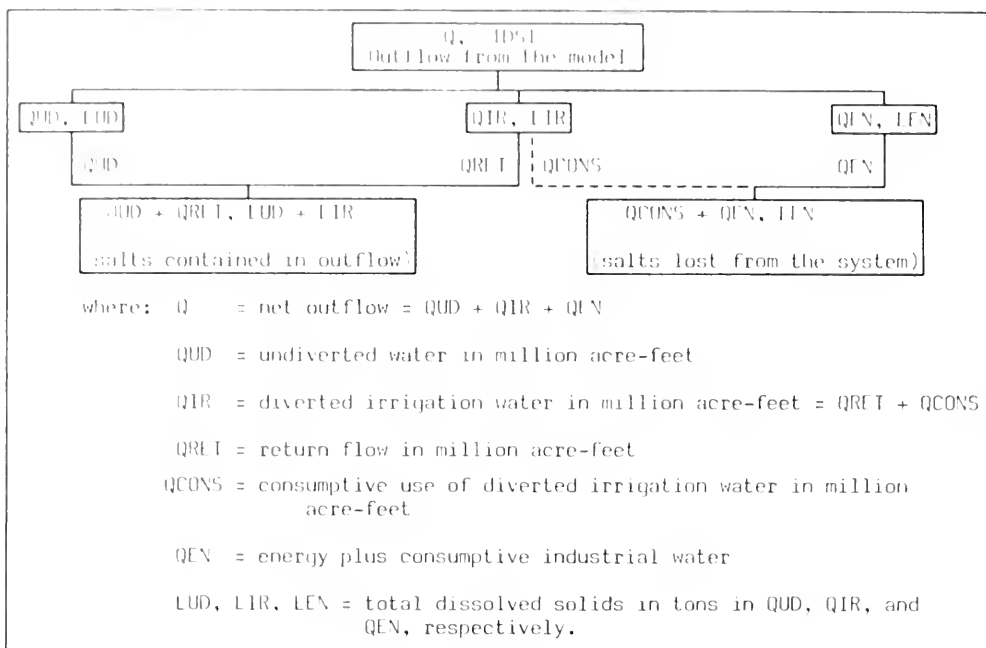 Q, TDSI
Outflow from the model
QUD, LUD
QIR, LIR
QEN, LEN
QUD
QRET
QCONS
QEN
QUD + QRET, LUD + LIR
(salts contained in outflow)
QCONS + QEN, LEN
(salts lost from the system)
where: Q = net outflow = QUD + QIR + QEN
QUD = undiverted water in million acre-feet
QIR = diverted irrigation water in million acre-feet = QRET + QCONS
QRET = return flow in million acre-feet
QCONS = consumptive use of diverted irrigation water in million
acre-feet
QEN = energy plus consumptive industrial water
LUD, LIR, LEN = total dissolved solids in tons in QUD, QIR, and
QEN, respectively.